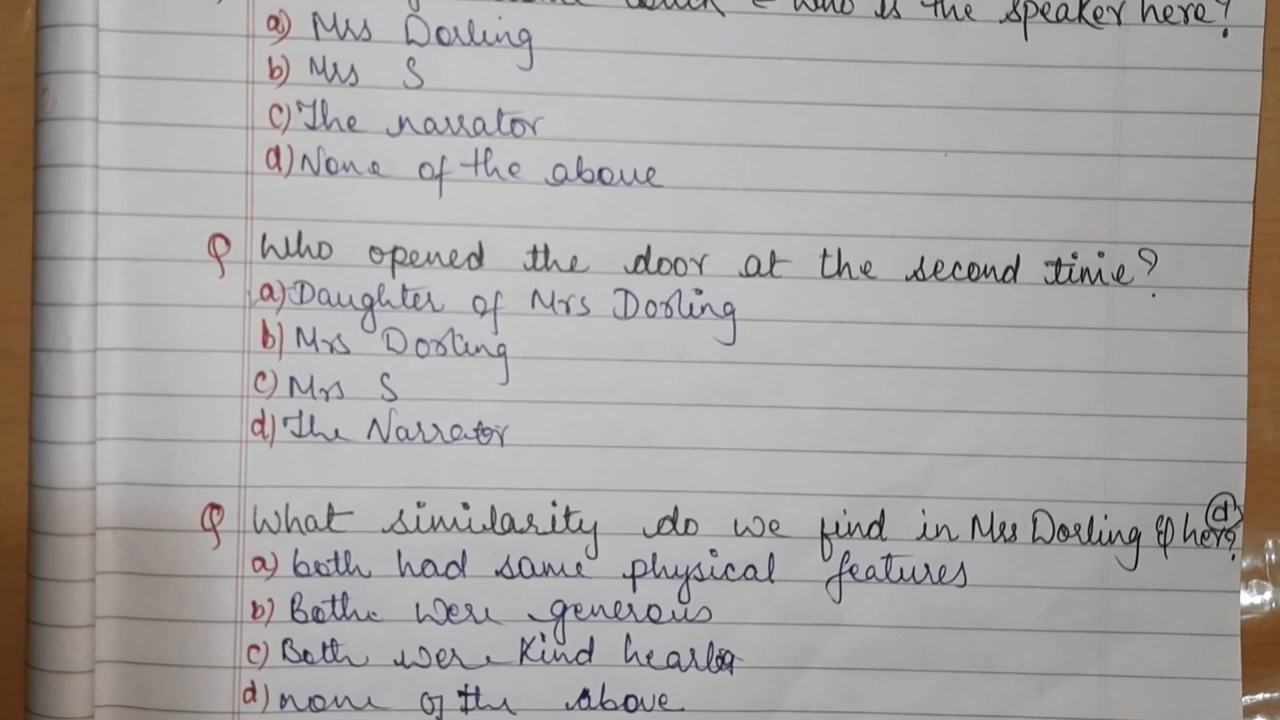 who is the speaker here?
a) Mrs Dorling
b) Mrs S
c) The narrator
d) None of the above
Q Who opened the door at the second time?
a) Daughter of Mrs Dorling
b) Mrs Dorling
c) Mrs S
d) The Narrator
Q What similarity do we find in Mrs Dorling & her d?
a) both had same physical features
b) Both were generous
c) Both were kind
d) none of the above